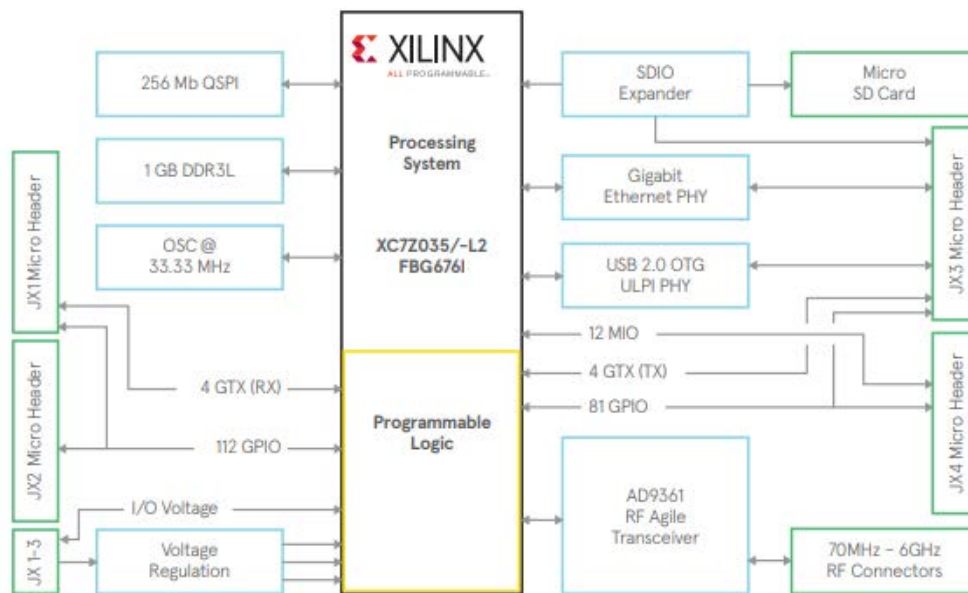 XILINX
ALL PROGRAMMABLE™
256 Mb QSPI
1 GB DDR3L
OSC @
33.33 MHz
JX1 Micro Header
JX2 Micro Header
JX 1-3
4 GTX (RX)
112 GPIO
I/O Voltage
Voltage
Regulation
Processing
System
XC7Z035/-L2
FBG676I
Programmable
Logic
SDIO
Expander
Micro
SD Card
Gigabit
Ethernet PHY
USB 2.0 OTG
ULPI PHY
12 MIO
4 GTX (TX)
81 GPIO
JX3 Micro Header
JX4 Micro Header
AD9361
RF Agile
Transceiver
70MHz - 6GHz
RF Connectors